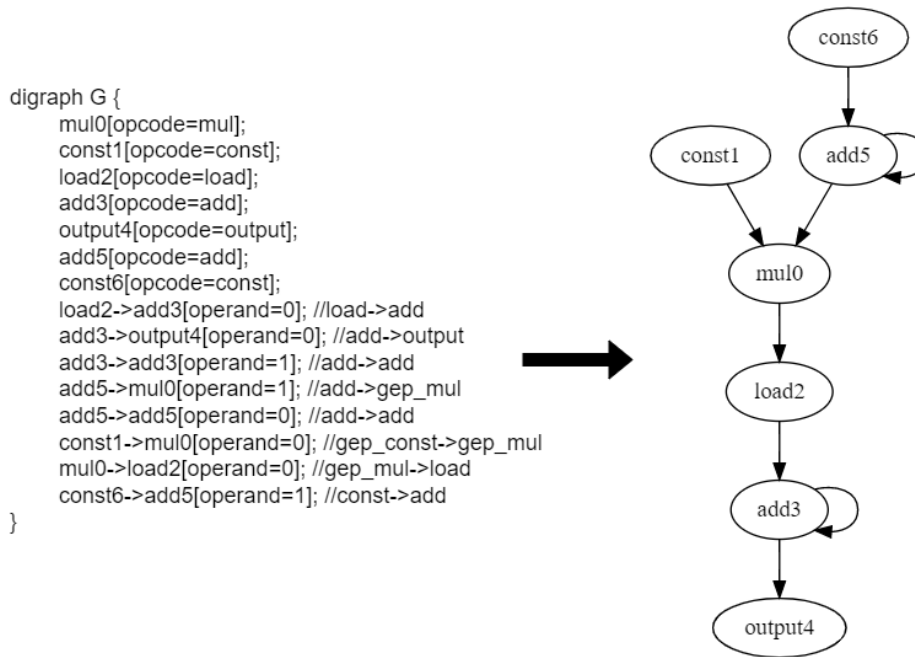 digraph G {
mul0[opcode=mul];
const1[opcode=const];
load2[opcode=load];
add3[opcode=add];
output4[opcode=output];
add5[opcode=add];
const6[opcode=const];
load2->add3[operand=0]; //load->add
add3->output4[operand=0]; //add->output
add3->add3[operand=1]; //add->add
add5->mul0[operand=1]; //add->gep_mul
add5->add5[operand=0]; //add->add
const1->mul0[operand=0]; //gep_const->gep_mul
mul0->load2[operand=0]; //gep_mul->load
const6->add5[operand=1]; //const->add
}
const6
const1
add5
mul0
load2
add3
output4